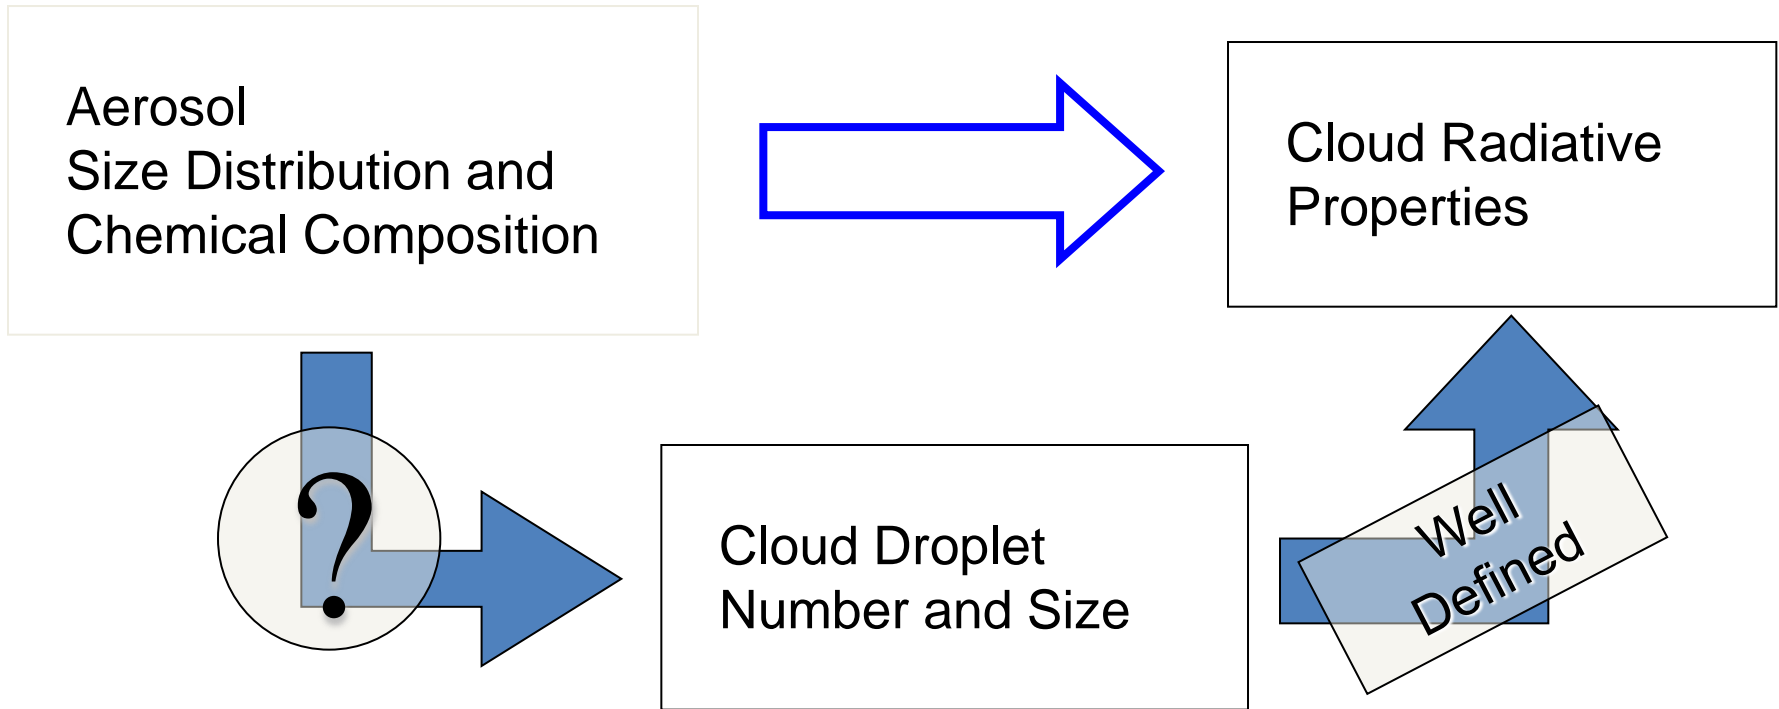 Aerosol
Size Distribution and
Chemical Composition
Cloud Radiative
Properties
?
Cloud Droplet
Number and Size
Well
Defined